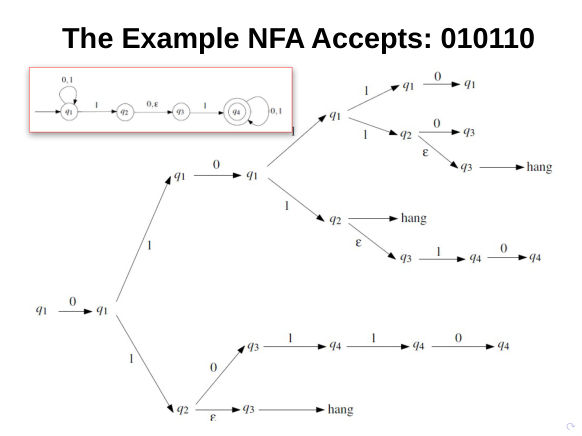 The Example NFA Accepts: 010110
0,1
q1 1 q2 0,ε q3 1 q4 0,1
1 q1 0 q1
q1
1 q2 0 q3
1
ε
q3 hang
q1 0 q1
1 q2 hang
ε
q3 1 q4 0 q4
1
q1 0 q1
1
q3 1 q4 1 q4 0 q4
0
q2 ε q3 hang